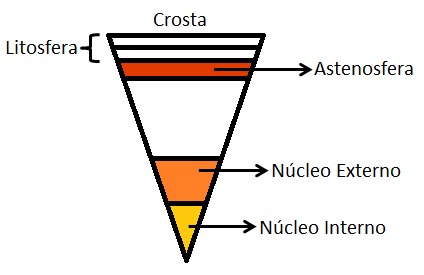 Crosta
Litosfera
Astenosfera
Núcleo Externo
Núcleo Interno